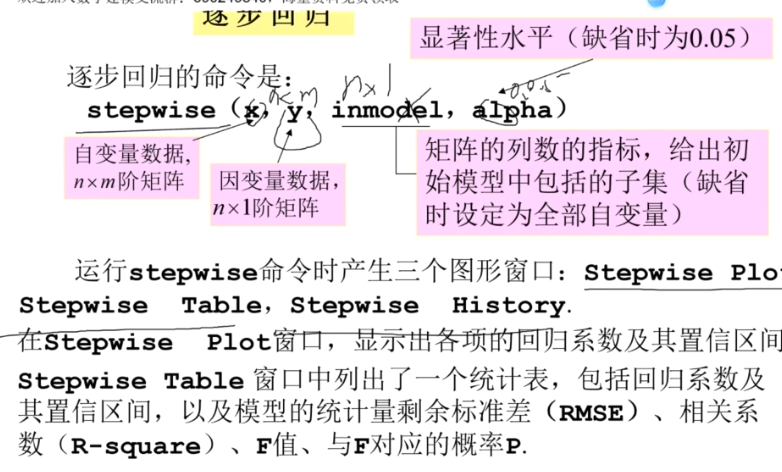 逐步回归
显著性水平（缺省时为0.05）
逐步回归的命令是：
n×1
stepwise（x，y，inmodel，alpha）
自变量数据,
n×m阶矩阵
因变量数据，
n×1阶矩阵
矩阵的列数的指标，给出初
始模型中包括的子集（缺省
时设定为全部自变量）
运行stepwise命令时产生三个图形窗口：Stepwise Plo
Stepwise Table，Stepwise History.
在Stepwise Plot窗口，显示出各项的回归系数及其置信区间
Stepwise Table 窗口中列出了一个统计表，包括回归系数及
其置信区间，以及模型的统计量剩余标准差（RMSE）、相关系
数（R-square）、F值、与F对应的概率P.